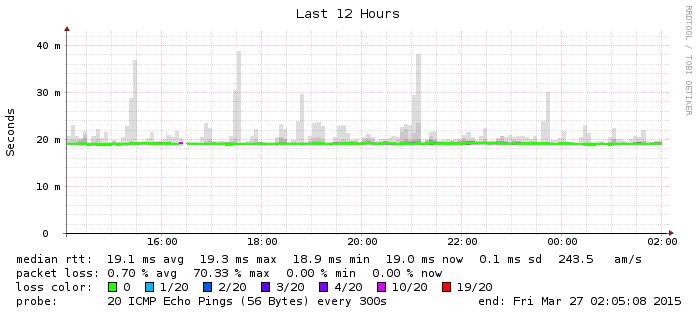 Last 12 Hours
RRDTOOL / TOBI OETIKER
Seconds
40 m
30 m
20 m
10 m
0
16:00 18:00 20:00 22:00 00:00 02:00
median rtt: 19.1 ms avg 19.3 ms max 18.9 ms min 19.0 ms now 0.1 ms sd 243.5 am/s
packet loss: 0.70 % avg 70.33 % max 0.00 % min 0.00 % now
loss color: 0 1/20 2/20 3/20 4/20 10/20 19/20
probe: 20 ICMP Echo Pings (56 Bytes) every 300s end: Fri Mar 27 02:05:08 2015